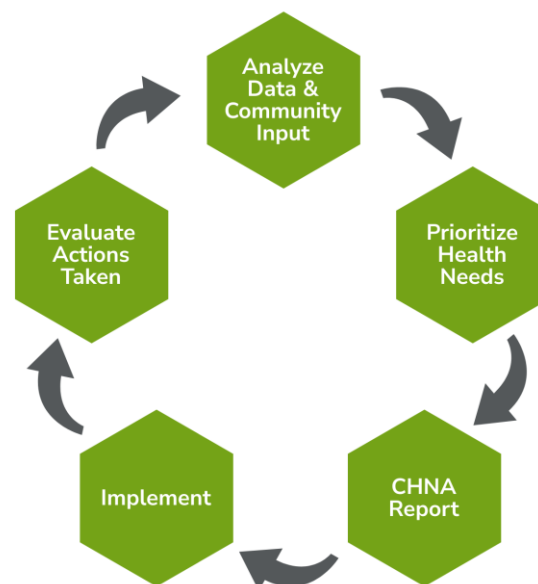 Analyze
Data &
Community
Input
Prioritize
Health
Needs
CHNA
Report
Implement
Evaluate
Actions
Taken